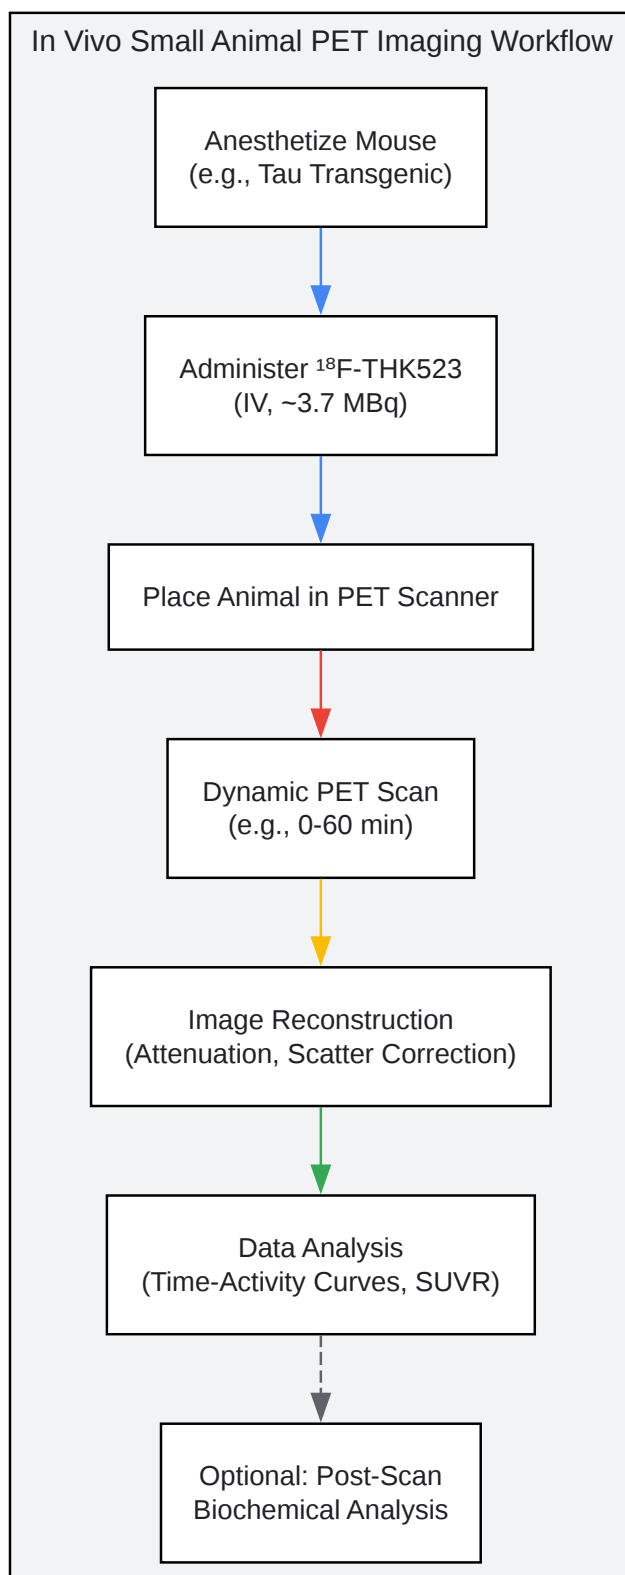 In Vivo Small Animal PET Imaging Workflow
Anesthetize Mouse
(e.g., Tau Transgenic)
Administer ¹⁸F-THK523
(IV, ~3.7 MBq)
Place Animal in PET Scanner
Dynamic PET Scan
(e.g., 0-60 min)
Image Reconstruction
(Attenuation, Scatter Correction)
Data Analysis
(Time-Activity Curves, SUVR)
Optional: Post-Scan
Biochemical Analysis